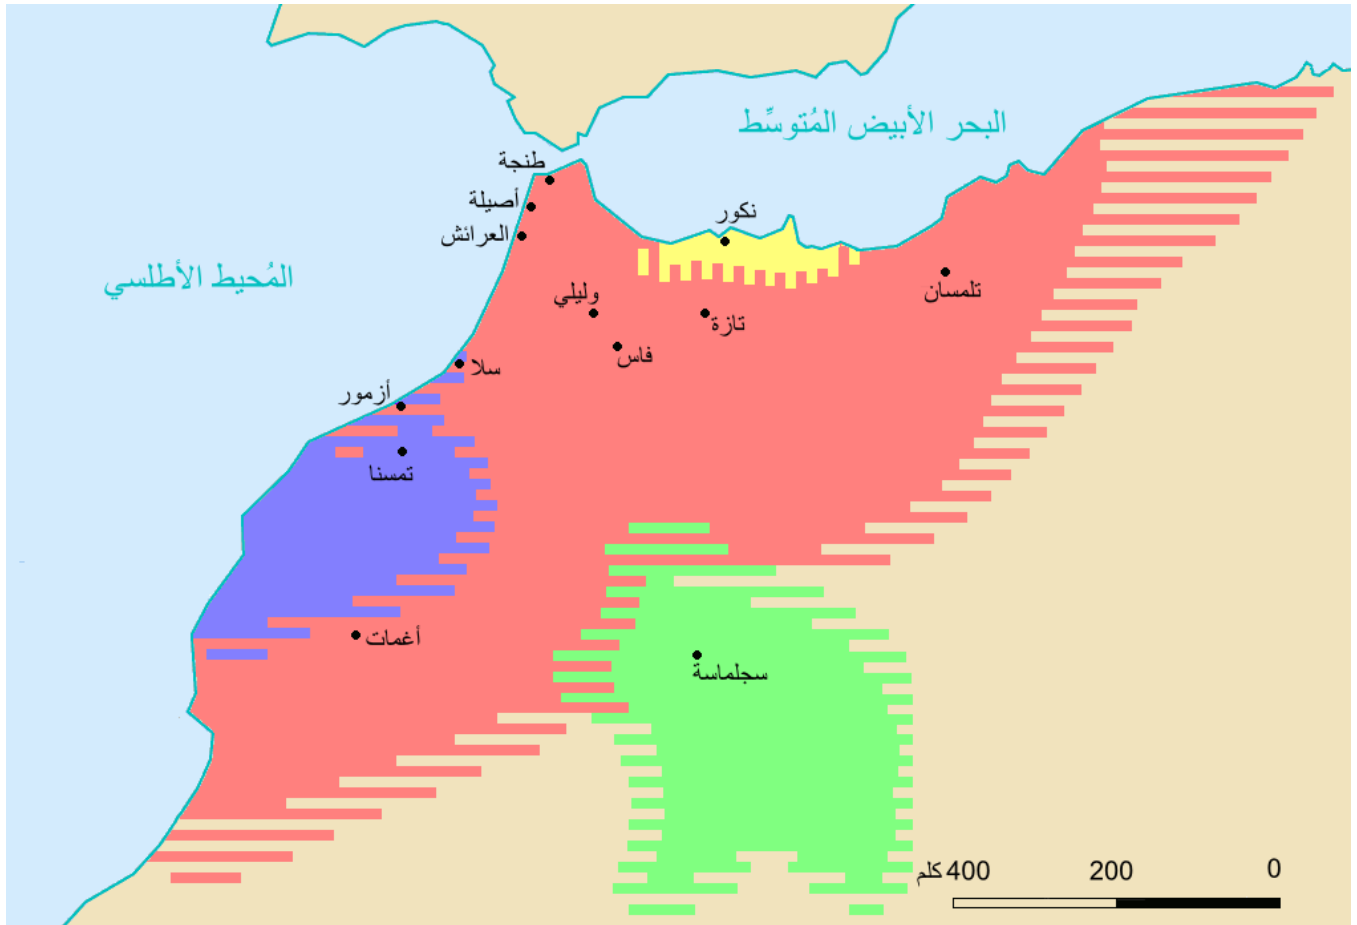 البحر الأبيض المُتوسِّط
طنجة
أصيلة
العرائش
نكور
المُحيط الأطلسي
تلمسان
وليلي
تازة
فاس
سلا
أزمور
تمسنا
أغمات
سجلماسة
0 200 400 كلم